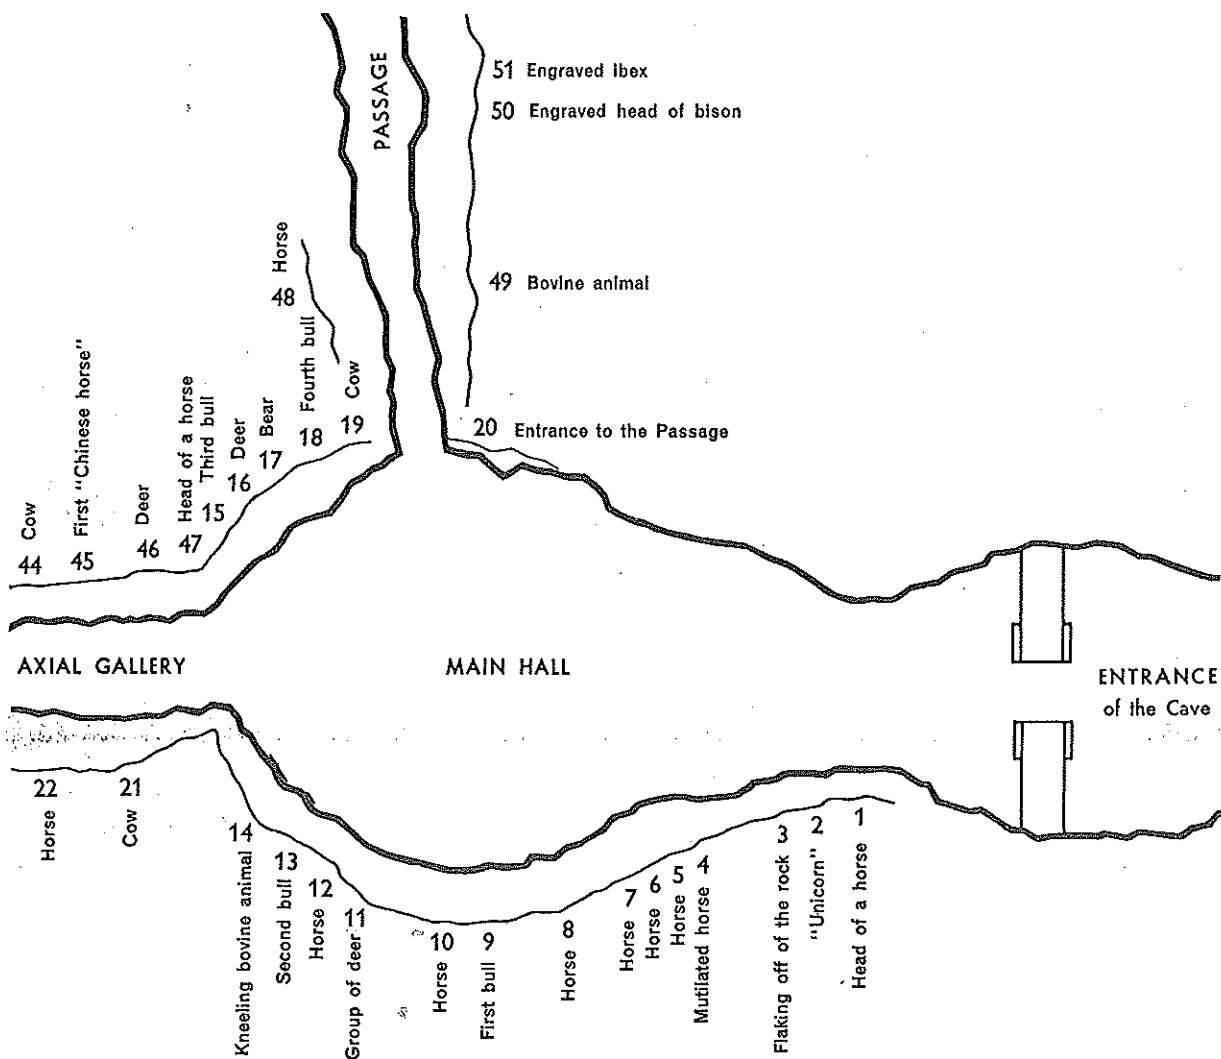 PASSAGE
51 Engraved ibex
50 Engraved head of bison
49 Bovine animal
48 Horse
20 Entrance to the Passage
19 Cow
18 Fourth bull
17 Bear
16 Deer
15 Third bull
47 Head of a horse
46 Deer
45 First "Chinese horse"
44 Cow
AXIAL GALLERY
MAIN HALL
ENTRANCE
of the Cave
22 Horse
21 Cow
14 Kneeling bovine animal
13 Second bull
12 Horse
11 Group of deer
10 Horse
9 First bull
8 Horse
7 Horse
6 Horse
5 Horse
4 Mutilated horse
3 Flaking off of the rock
2 "Unicorn"
1 Head of a horse